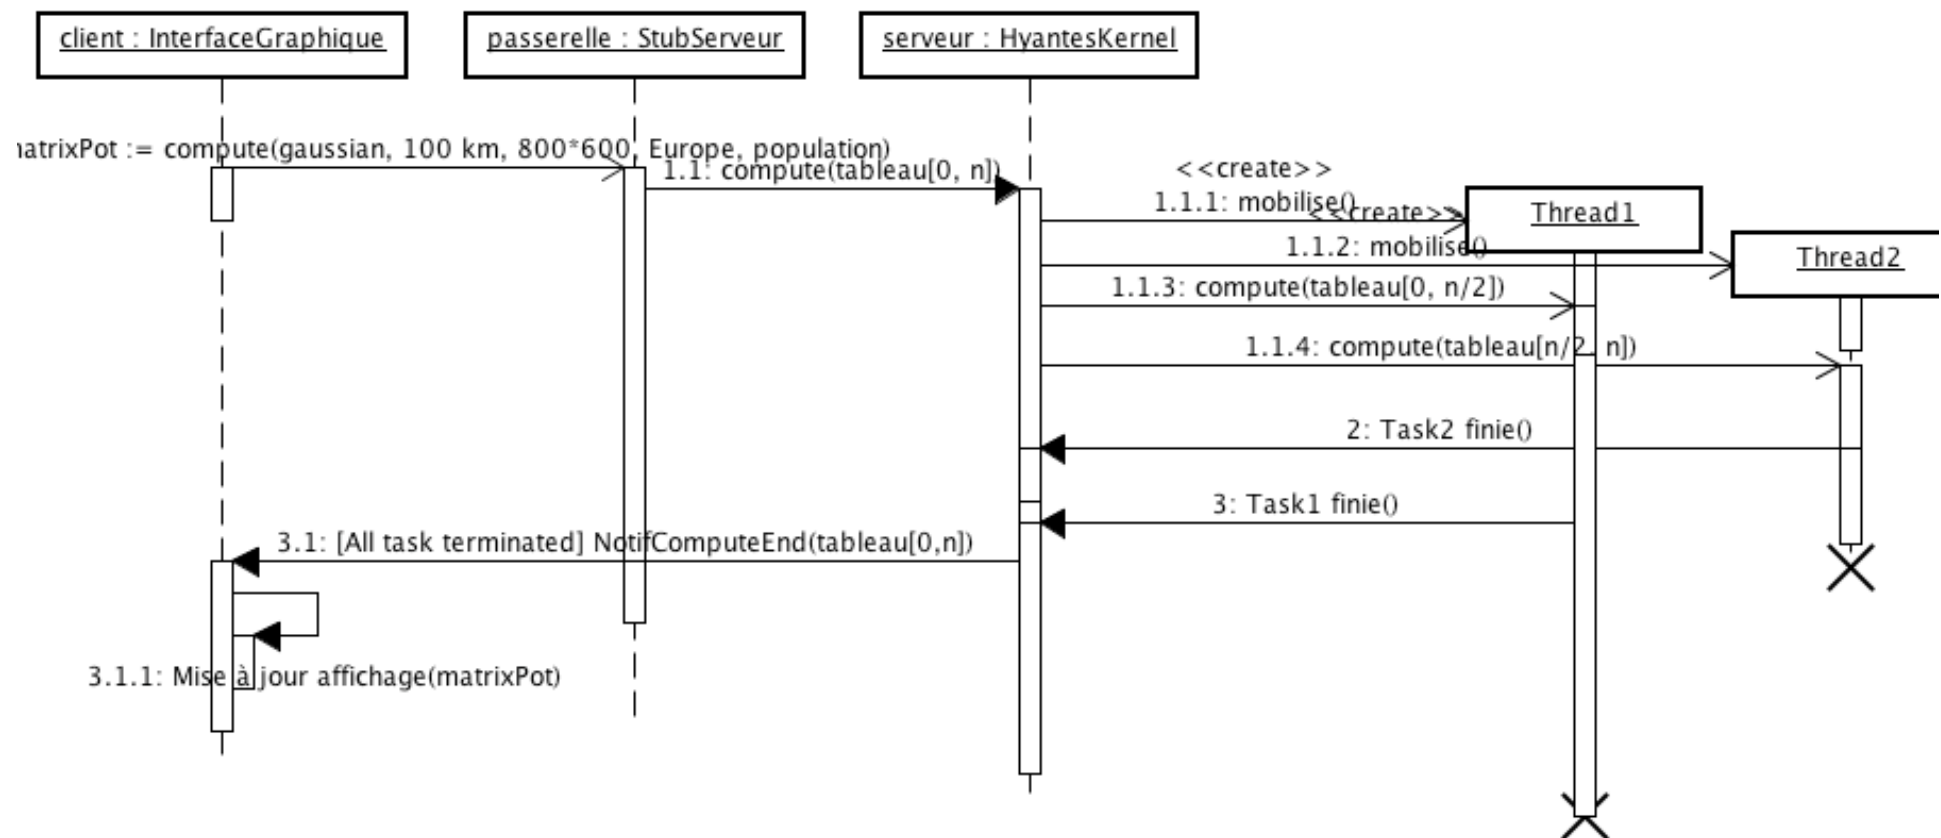 client : InterfaceGraphique
passerelle : StubServeur
serveur : HyantesKernel
:= compute(gaussian, 100 km, 800*600, Europe, population)
1.1: compute(tableau[0, n])
<<create>>
1.1.1: mobilise()
<<create>>
Thread1
1.1.2: mobilise()
Thread2
1.1.3: compute(tableau[0, n/2])
1.1.4: compute(tableau[n/2, n])
2: Task2 finie()
3: Task1 finie()
3.1: [All task terminated] NotifComputeEnd(tableau[0,n])
3.1.1: Mise à jour affichage(matrixPot)